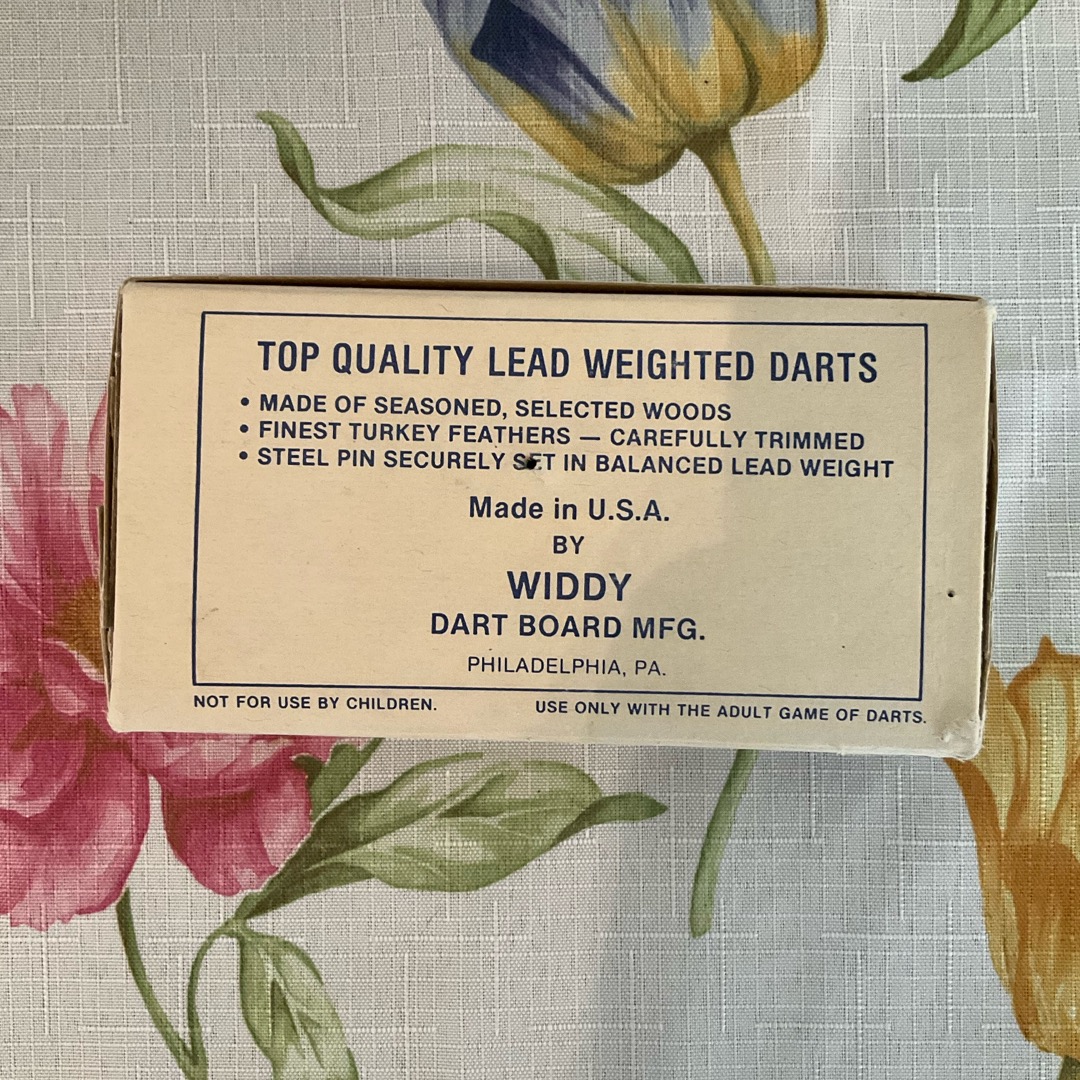 TOP QUALITY LEAD WEIGHTED DARTS
• MADE OF SEASONED, SELECTED WOODS
• FINEST TURKEY FEATHERS — CAREFULLY TRIMMED
• STEEL PIN SECURELY SET IN BALANCED LEAD WEIGHT
Made in U.S.A.
BY
WIDDY
DART BOARD MFG.
PHILADELPHIA, PA.
NOT FOR USE BY CHILDREN. USE ONLY WITH THE ADULT GAME OF DARTS.